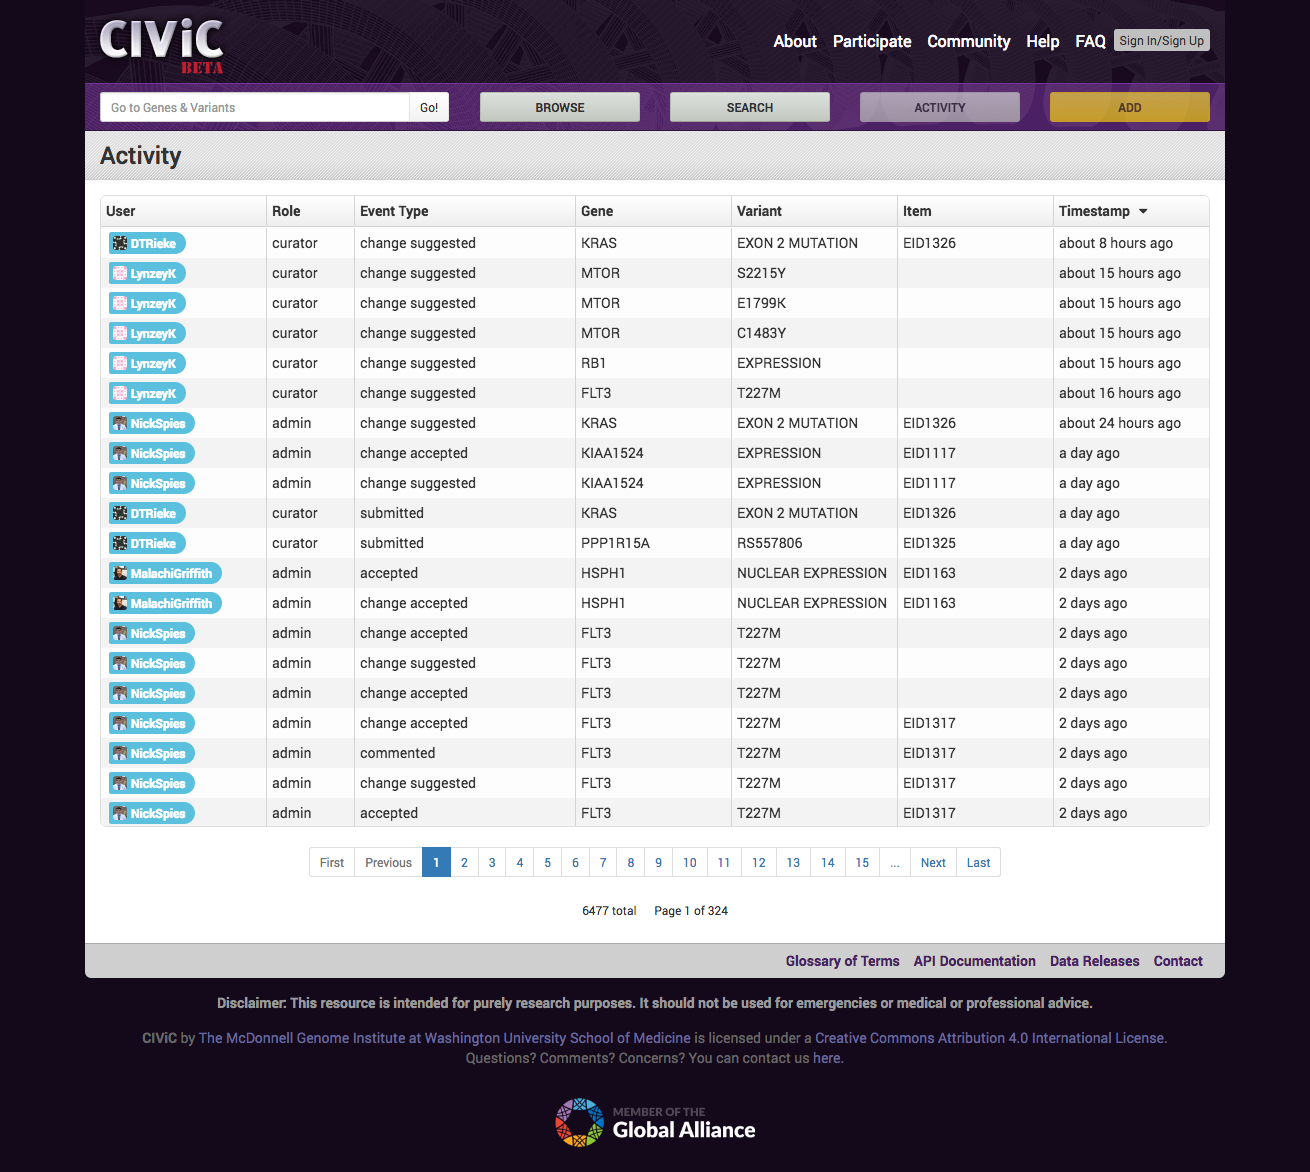 CIViC
BETA
About Participate Community Help FAQ Sign In/Sign Up
Go to Genes & Variants Go! BROWSE SEARCH ACTIVITY ADD
Activity
User Role Event Type Gene Variant Item Timestamp
DTRieke curator change suggested KRAS EXON 2 MUTATION EID1326 about 8 hours ago
LynzeyK curator change suggested MTOR S2215Y about 15 hours ago
LynzeyK curator change suggested MTOR E1799K about 15 hours ago
LynzeyK curator change suggested MTOR C1483Y about 15 hours ago
LynzeyK curator change suggested RB1 EXPRESSION about 15 hours ago
LynzeyK curator change suggested FLT3 T227M about 16 hours ago
NickSpies admin change suggested KRAS EXON 2 MUTATION EID1326 about 24 hours ago
NickSpies admin change accepted KIAA1524 EXPRESSION EID1117 a day ago
NickSpies admin change suggested KIAA1524 EXPRESSION EID1117 a day ago
DTRieke curator submitted KRAS EXON 2 MUTATION EID1326 a day ago
DTRieke curator submitted PPP1R15A RS557806 EID1325 a day ago
MalachiGriffith admin accepted HSPH1 NUCLEAR EXPRESSION EID1163 2 days ago
MalachiGriffith admin change accepted HSPH1 NUCLEAR EXPRESSION EID1163 2 days ago
NickSpies admin change accepted FLT3 T227M 2 days ago
NickSpies admin change suggested FLT3 T227M 2 days ago
NickSpies admin change accepted FLT3 T227M 2 days ago
NickSpies admin change accepted FLT3 T227M EID1317 2 days ago
NickSpies admin commented FLT3 T227M EID1317 2 days ago
NickSpies admin change suggested FLT3 T227M EID1317 2 days ago
NickSpies admin accepted FLT3 T227M EID1317 2 days ago
First Previous 1 2 3 4 5 6 7 8 9 10 11 12 13 14 15 ... Next Last
6477 total Page 1 of 324
Glossary of Terms API Documentation Data Releases Contact
Disclaimer: This resource is intended for purely research purposes. It should not be used for emergencies or medical or professional advice.
CIViC by The McDonnell Genome Institute at Washington University School of Medicine is licensed under a Creative Commons Attribution 4.0 International License.
Questions? Comments? Concerns? You can contact us here.
MEMBER OF THE
Global Alliance